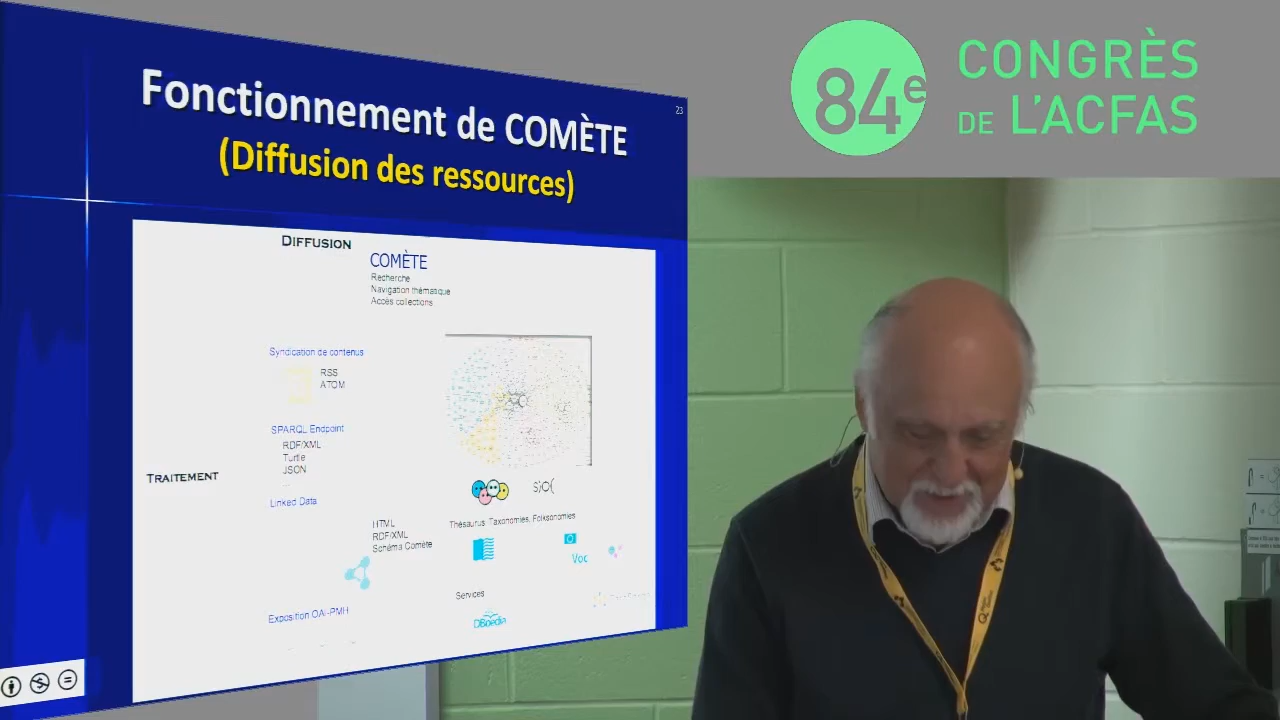 Fonctionnement de COMÈTE
(Diffusion des ressources)
23
84e
CONGRÈS
DE L'ACFAS
DIFFUSION
COMÈTE
Recherche
Navigation thématique
Accès collections
Syndication de contenus
RSS
ATOM
SPARQL Endpoint
RDF/XML
Turtle
JSON
...
TRAITEMENT
Linked Data
HTML
RDF/XML
Schéma Comète
Thésaurus, Taxonomies, Folksonomies
Voc
Exposition OAI-PMH
Services
DBpedia